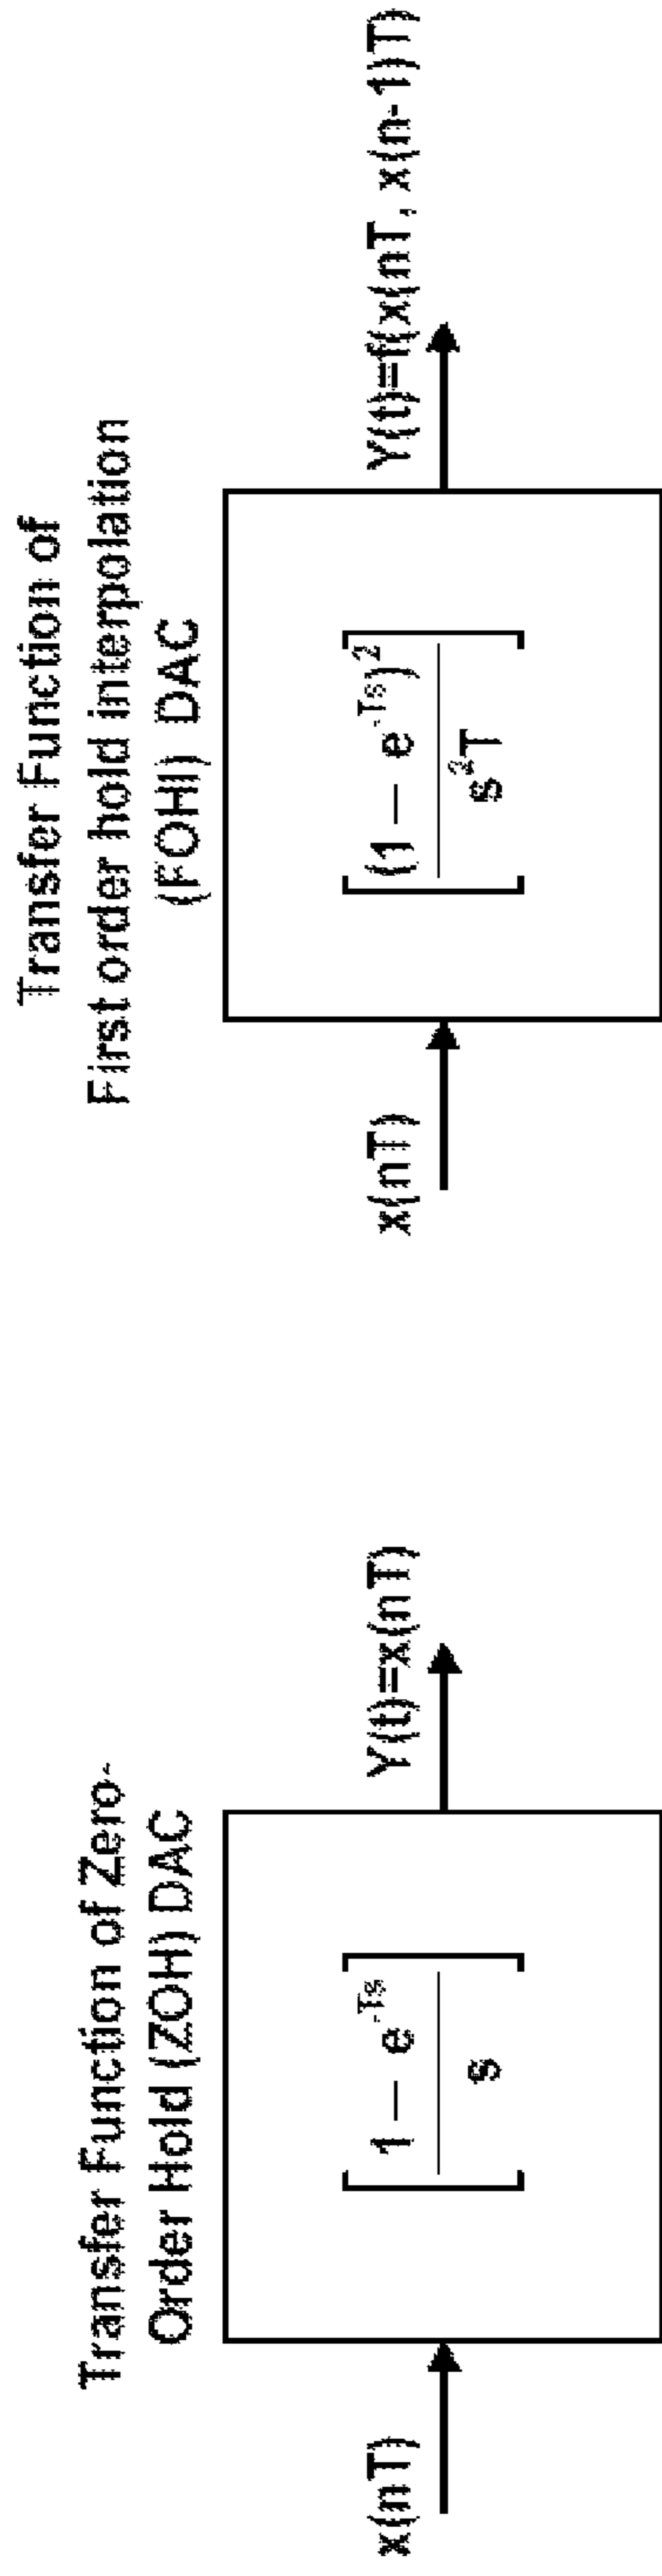 Transfer Function of Zero-
Order Hold (ZOH) DAC
x(nT)
[ (1 — e^-Ts) / s ]
Y(t)=x(nT)
Transfer Function of
First order hold interpolation
(FOHI) DAC
x(nT)
[ (1 — e^-Ts)^2 / s^2T ]
Y(t)=f(x(nT, x(n-1)T)